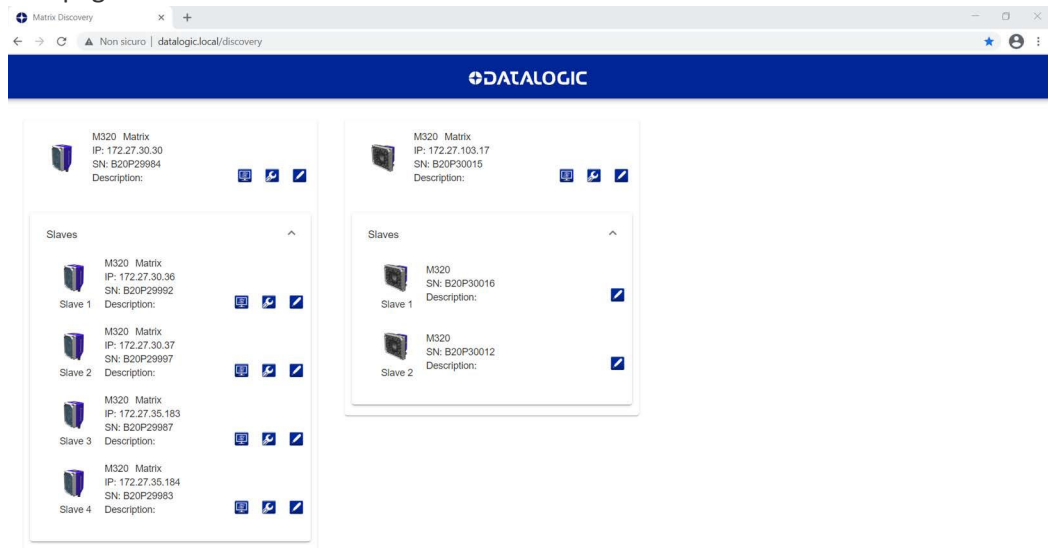 Matrix Discovery
Non sicuro | datalogic.local/discovery
DATALOGIC
M320 Matrix
IP: 172.27.30.30
SN: B20P29984
Description:
Slaves
M320 Matrix
IP: 172.27.30.36
SN: B20P29992
Slave 1 Description:
M320 Matrix
IP: 172.27.30.37
SN: B20P29997
Slave 2 Description:
M320 Matrix
IP: 172.27.35.183
SN: B20P29987
Slave 3 Description:
M320 Matrix
IP: 172.27.35.184
SN: B20P29983
Slave 4 Description:
M320 Matrix
IP: 172.27.103.17
SN: B20P30015
Description:
Slaves
M320
SN: B20P30016
Description:
Slave 1
M320
SN: B20P30012
Description:
Slave 2